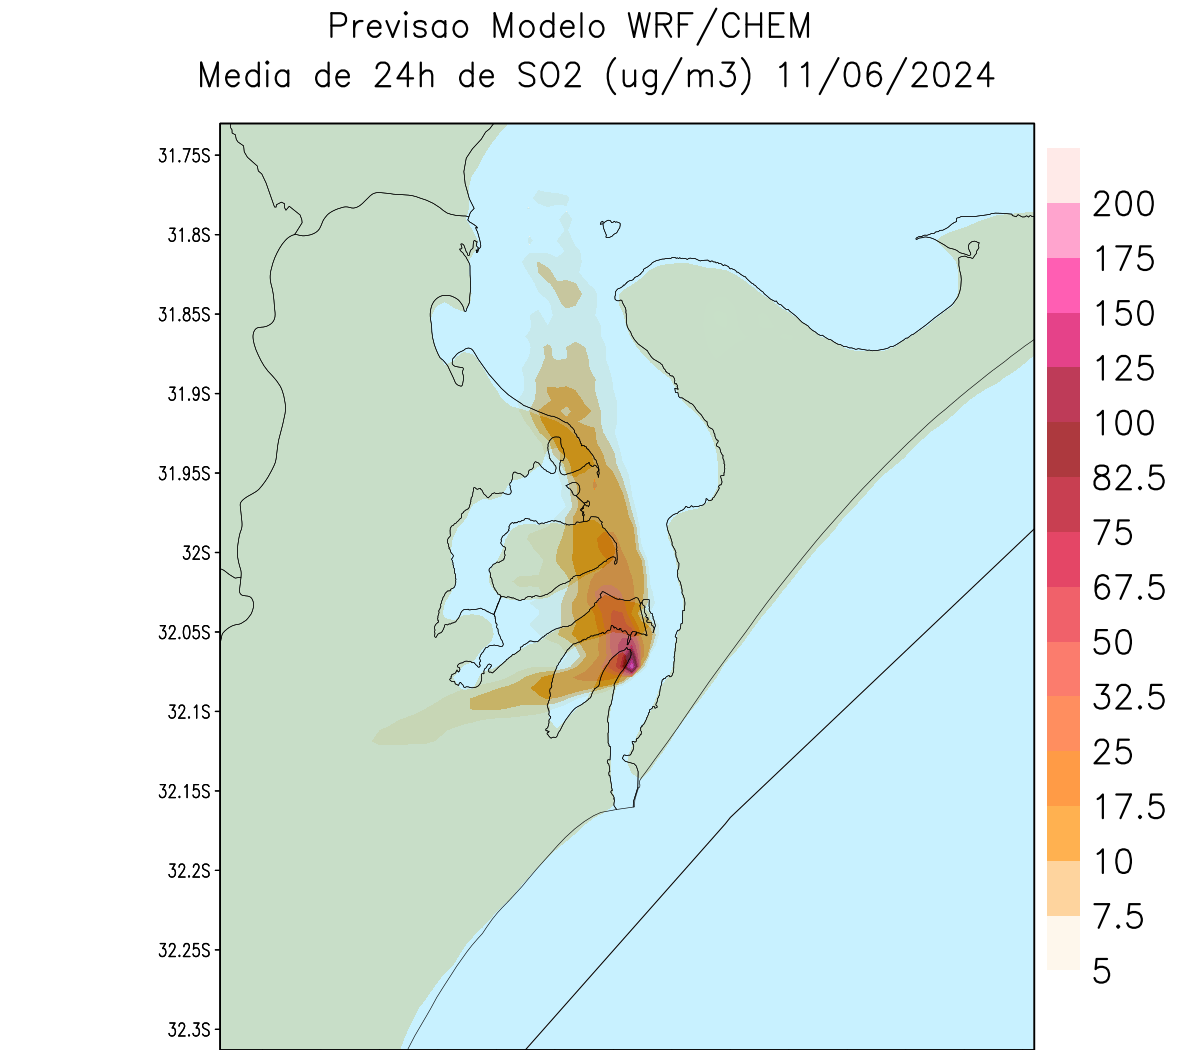 Previsao Modelo WRF/CHEM
Media de 24h de SO2 (ug/m3) 11/06/2024
31.75S
31.8S
31.85S
31.9S
31.95S
32S
32.05S
32.1S
32.15S
32.2S
32.25S
32.3S
200
175
150
125
100
82.5
75
67.5
50
32.5
25
17.5
10
7.5
5